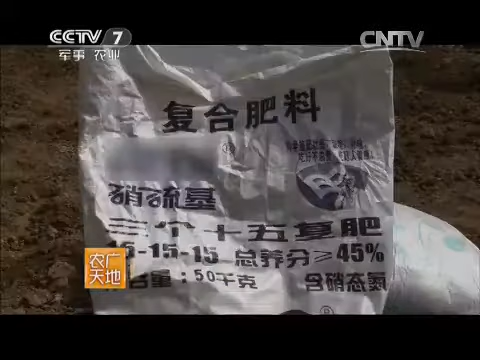 CCTV 7
军事 农业
CNTV
复合肥料
硝硫基
三个十五复肥
15-15-15 总养分≥45%
含量:50千克 含硝态氮
农广
天地